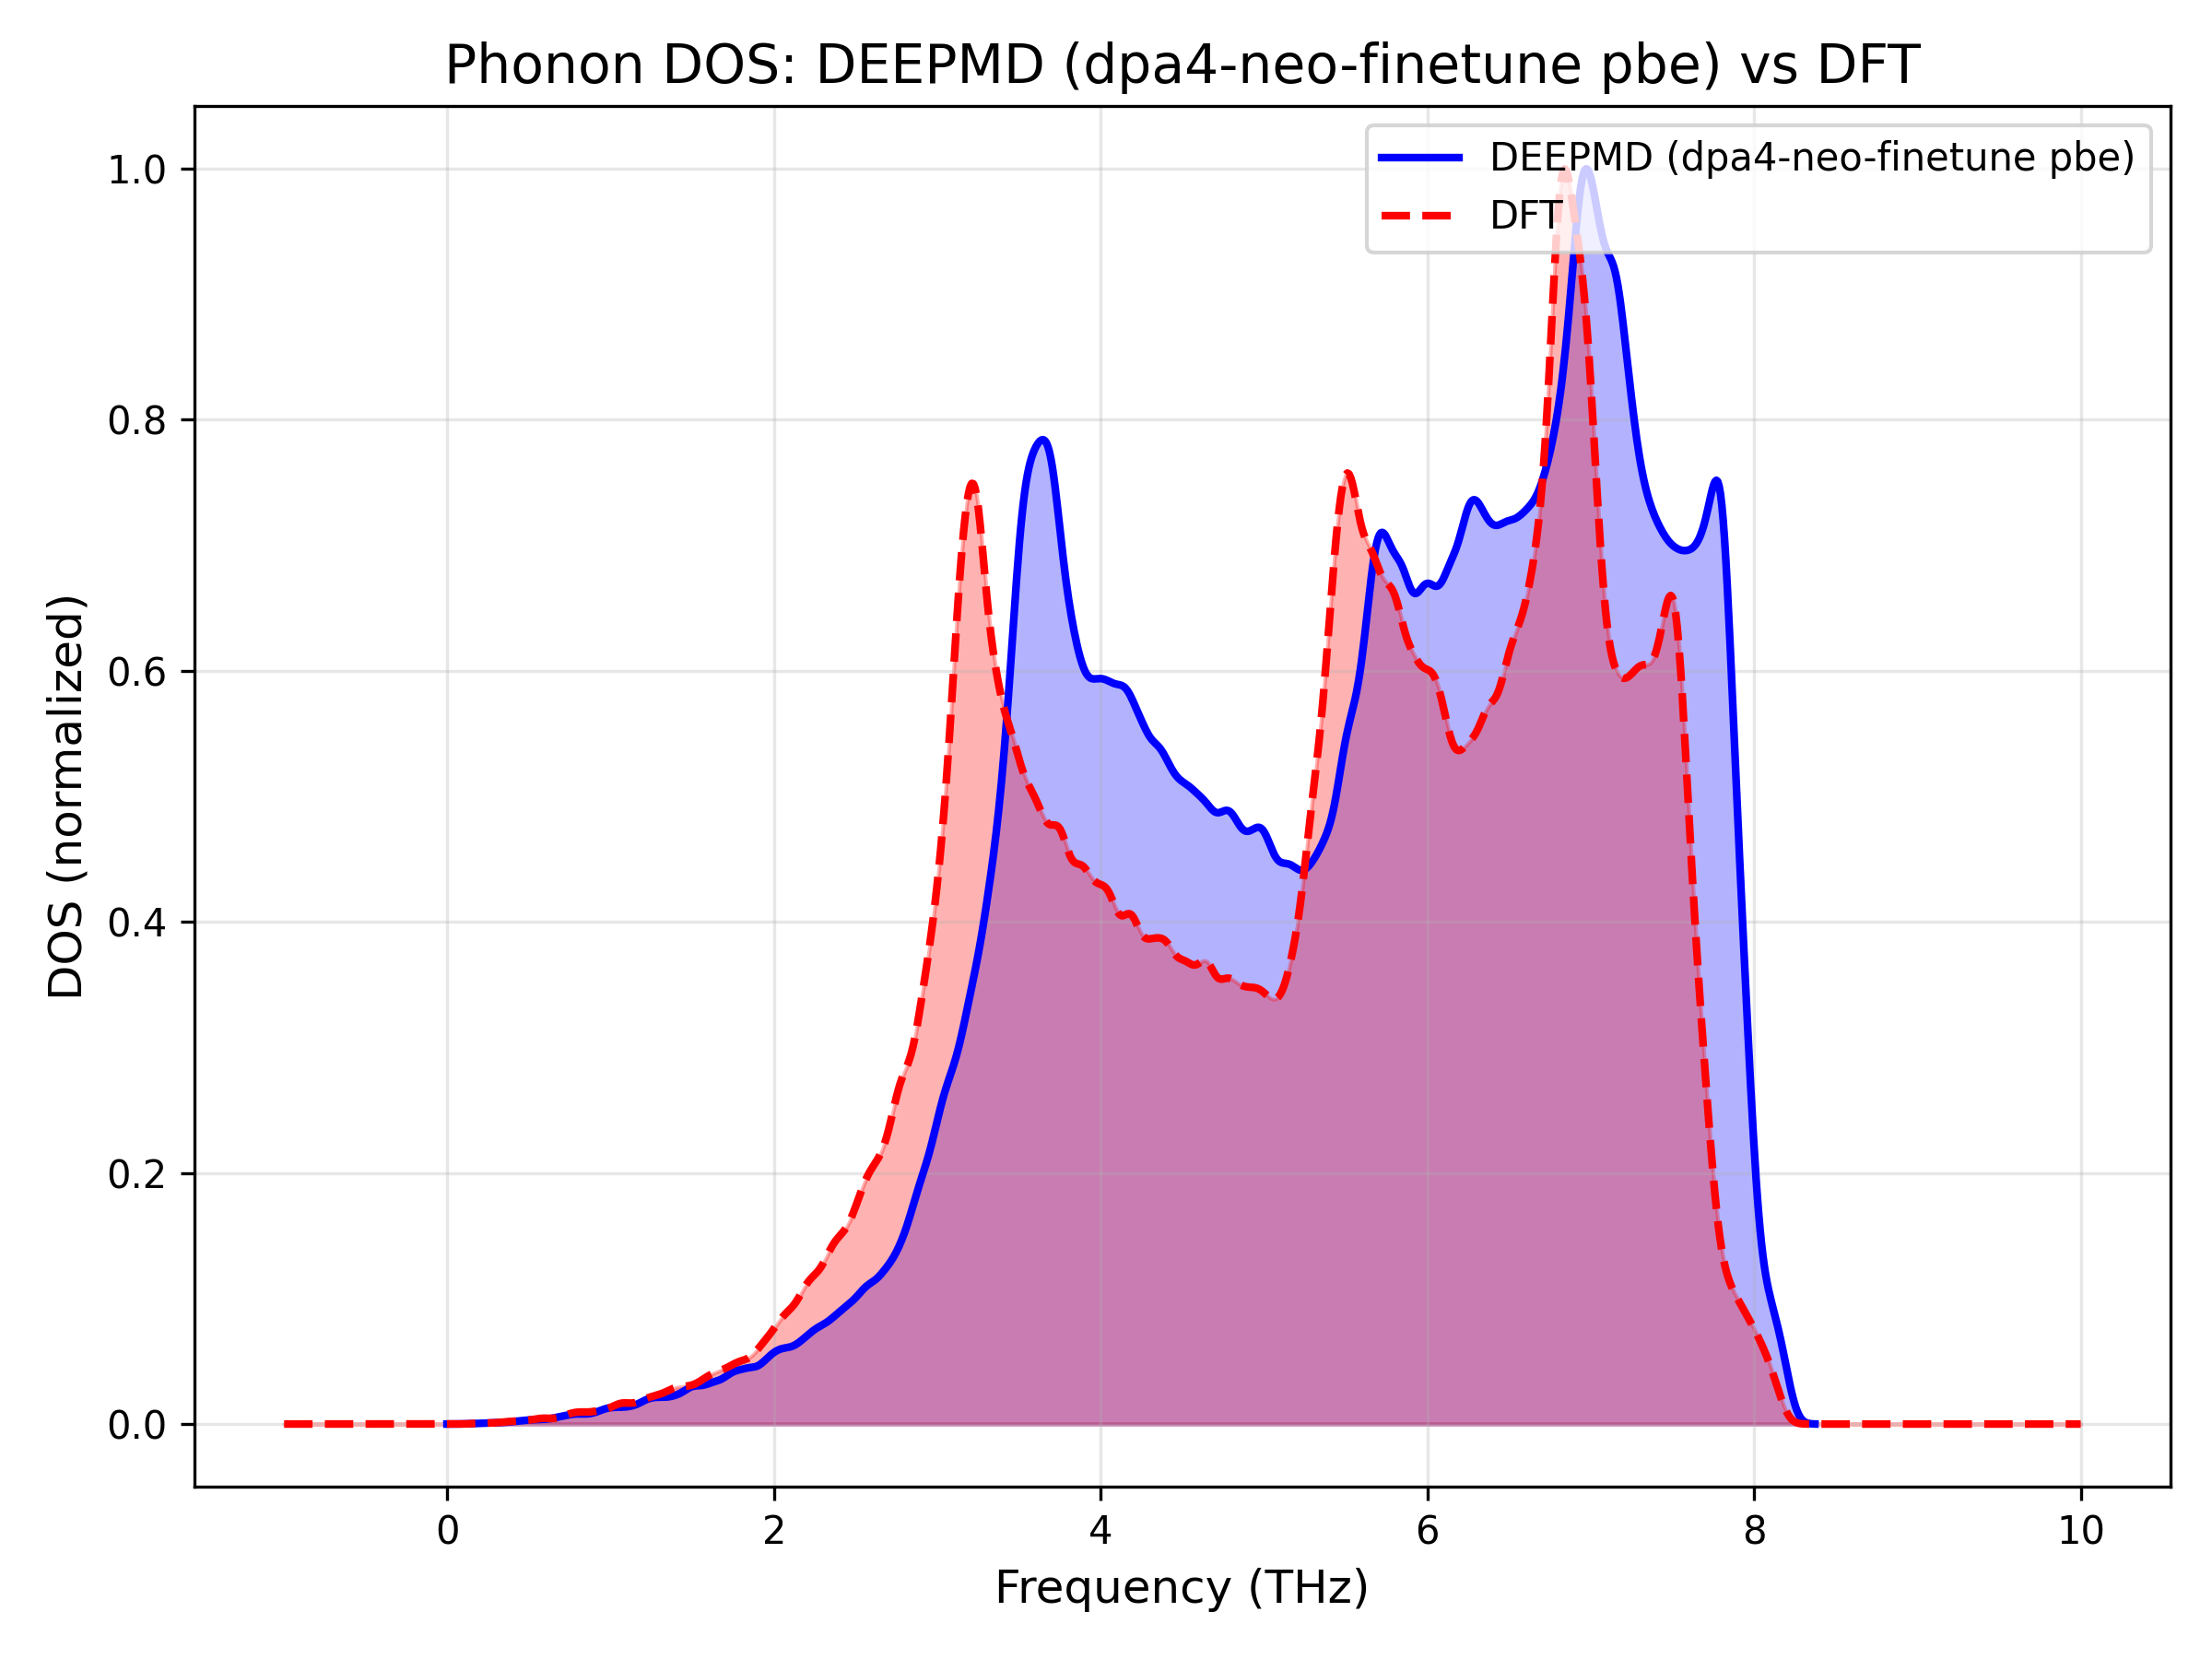 Phonon DOS: DEEPMD (dpa4-neo-finetune pbe) vs DFT
DEEPMD (dpa4-neo-finetune pbe)
DFT
1.0
0.8
0.6
0.4
0.2
0.0
DOS (normalized)
0 2 4 6 8 10
Frequency (THz)